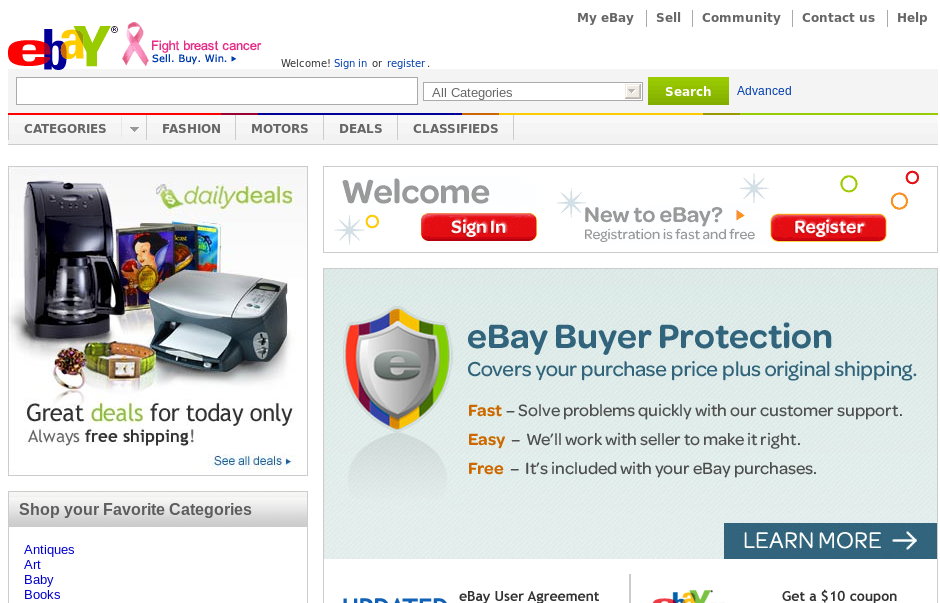 My eBay Sell Community Contact us Help
ebay®
Fight breast cancer
Sell. Buy. Win.
Welcome! Sign in or register.
All Categories Search Advanced
CATEGORIES FASHION MOTORS DEALS CLASSIFIEDS
dailydeals
Great deals for today only
Always free shipping!
See all deals
Shop your Favorite Categories
Antiques
Art
Baby
Books
Welcome
Sign In
New to eBay?
Registration is fast and free
Register
e
eBay Buyer Protection
Covers your purchase price plus original shipping.
Fast – Solve problems quickly with our customer support.
Easy – We'll work with seller to make it right.
Free – It's included with your eBay purchases.
LEARN MORE
UPDATED eBay User Agreement
ebay Get a $10 coupon